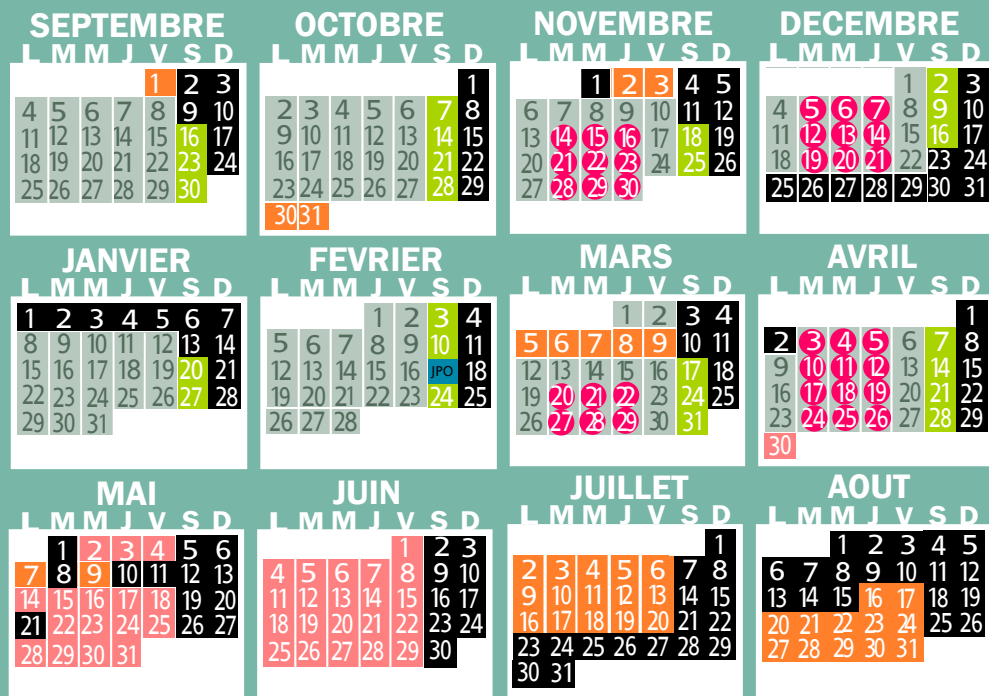 SEPTEMBRE
L M M J V S D
1 2 3
4 5 6 7 8 9 10
11 12 13 14 15 16 17
18 19 20 21 22 23 24
25 26 27 28 29 30
OCTOBRE
L M M J V S D
1
2 3 4 5 6 7 8
9 10 11 12 13 14 15
16 17 18 19 20 21 22
23 24 25 26 27 28 29
30 31
NOVEMBRE
L M M J V S D
1 2 3 4 5
6 7 8 9 10 11 12
13 14 15 16 17 18 19
20 21 22 23 24 25 26
27 28 29 30
DECEMBRE
L M M J V S D
1 2 3
4 5 6 7 8 9 10
11 12 13 14 15 16 17
18 19 20 21 22 23 24
25 26 27 28 29 30 31
JANVIER
L M M J V S D
1 2 3 4 5 6 7
8 9 10 11 12 13 14
15 16 17 18 19 20 21
22 23 24 25 26 27 28
29 30 31
FEVRIER
L M M J V S D
1 2 3 4
5 6 7 8 9 10 11
12 13 14 15 16 JPO 18
19 20 21 22 23 24 25
26 27 28
MARS
L M M J V S D
1 2 3 4
5 6 7 8 9 10 11
12 13 14 15 16 17 18
19 20 21 22 23 24 25
26 27 28 29 30 31
AVRIL
L M M J V S D
1
2 3 4 5 6 7 8
9 10 11 12 13 14 15
16 17 18 19 20 21 22
23 24 25 26 27 28 29
30
MAI
L M M J V S D
1 2 3 4 5 6
7 8 9 10 11 12 13
14 15 16 17 18 19 20
21 22 23 24 25 26 27
28 29 30 31
JUIN
L M M J V S D
1 2 3
4 5 6 7 8 9 10
11 12 13 14 15 16 17
18 19 20 21 22 23 24
25 26 27 28 29 30
JUILLET
L M M J V S D
1
2 3 4 5 6 7 8
9 10 11 12 13 14 15
16 17 18 19 20 21 22
23 24 25 26 27 28 29
30 31
AOUT
L M M J V S D
1 2 3 4 5
6 7 8 9 10 11 12
13 14 15 16 17 18 19
20 21 22 23 24 25 26
27 28 29 30 31